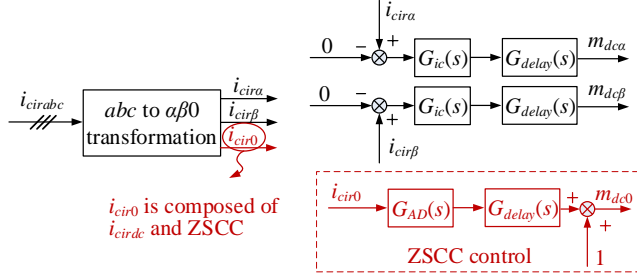 i_cirabc
abc to αβ0
transformation
i_cirα
i_cirβ
i_cir0
i_cir0 is composed of
i_cirdc and ZSCC
i_cirα
0
−
+
G_ic(s)
G_delay(s)
m_dcα
0
−
+
G_ic(s)
G_delay(s)
m_dcβ
i_cirβ
i_cir0
G_AD(s)
G_delay(s)
+
+
m_dc0
ZSCC control
1